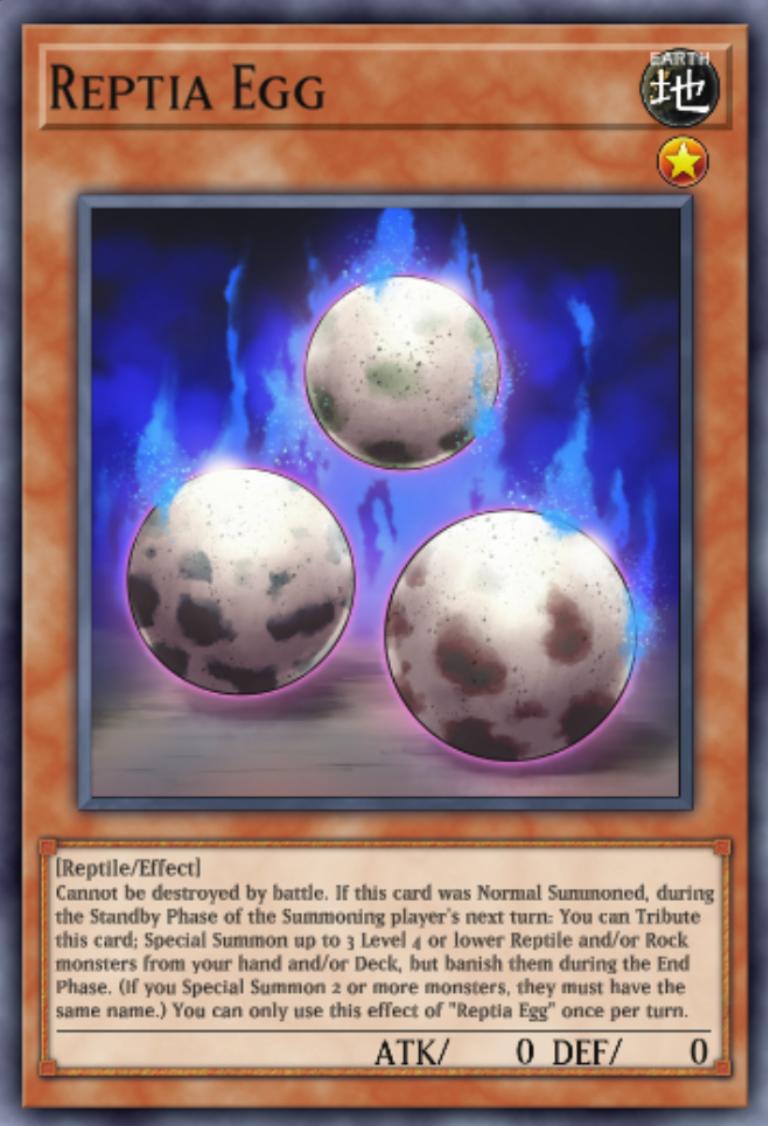 Reptia Egg
EARTH
地
[Reptile/Effect]
Cannot be destroyed by battle. If this card was Normal Summoned, during
the Standby Phase of the Summoning player's next turn: You can Tribute
this card; Special Summon up to 3 Level 4 or lower Reptile and/or Rock
monsters from your hand and/or Deck, but banish them during the End
Phase. (If you Special Summon 2 or more monsters, they must have the
same name.) You can only use this effect of "Reptia Egg" once per turn.
ATK/ 0 DEF/ 0